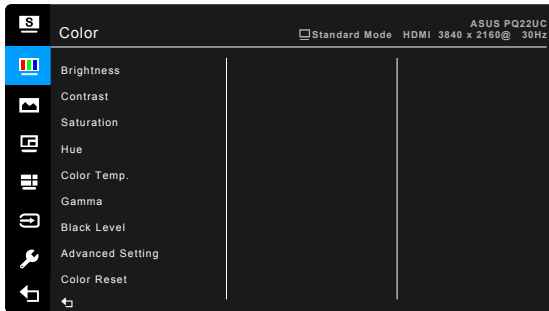 S
Color
ASUS PQ22UC
Standard Mode HDMI 3840 x 2160@ 30Hz
Brightness
Contrast
Saturation
Hue
Color Temp.
Gamma
Black Level
Advanced Setting
Color Reset